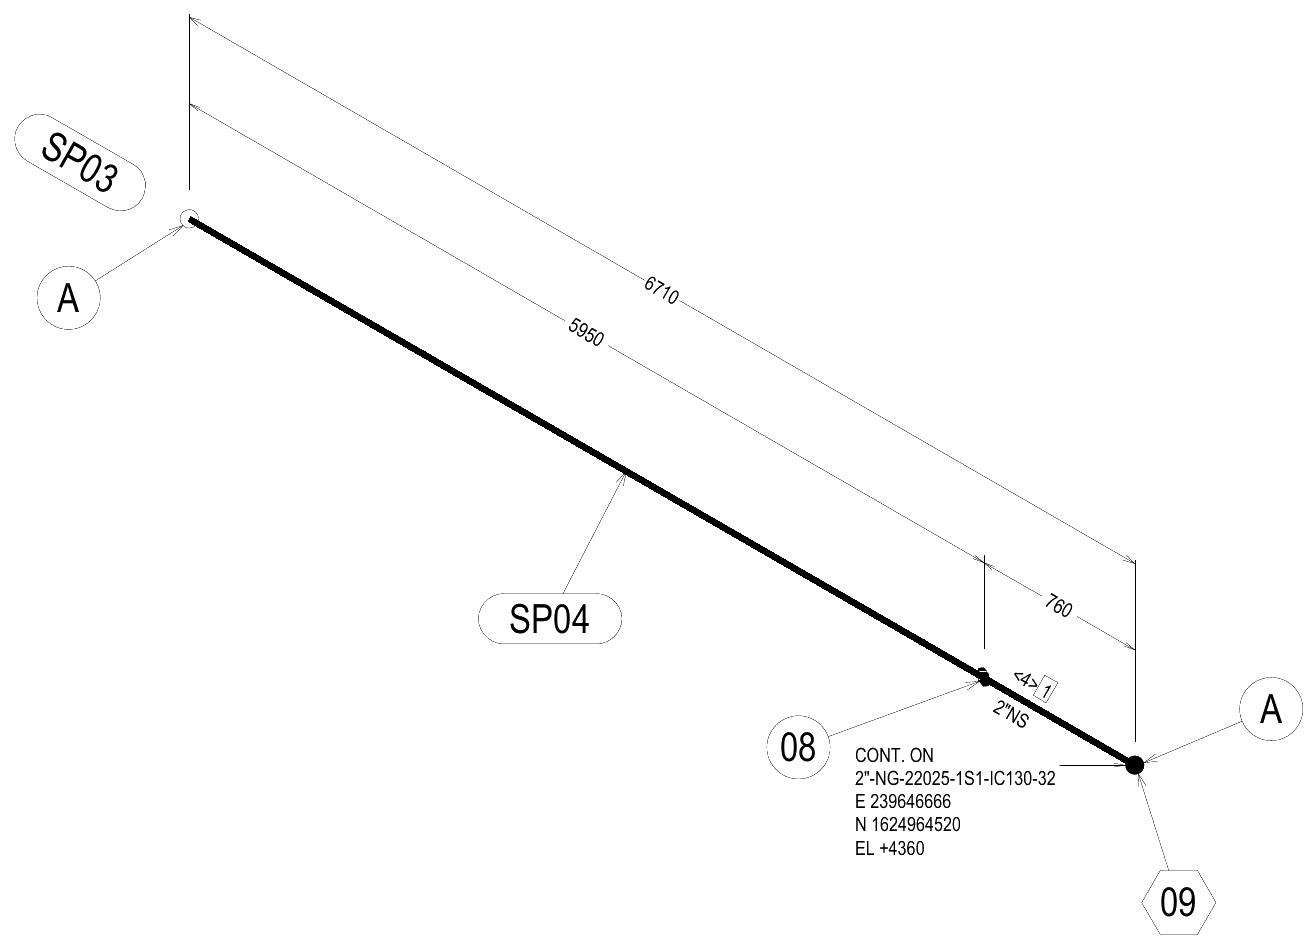 SP03
A
6710
5950
SP04
760
<4> 1
2"NS
08
A
CONT. ON
2"-NG-22025-1S1-IC130-32
E 239646666
N 1624964520
EL +4360
09